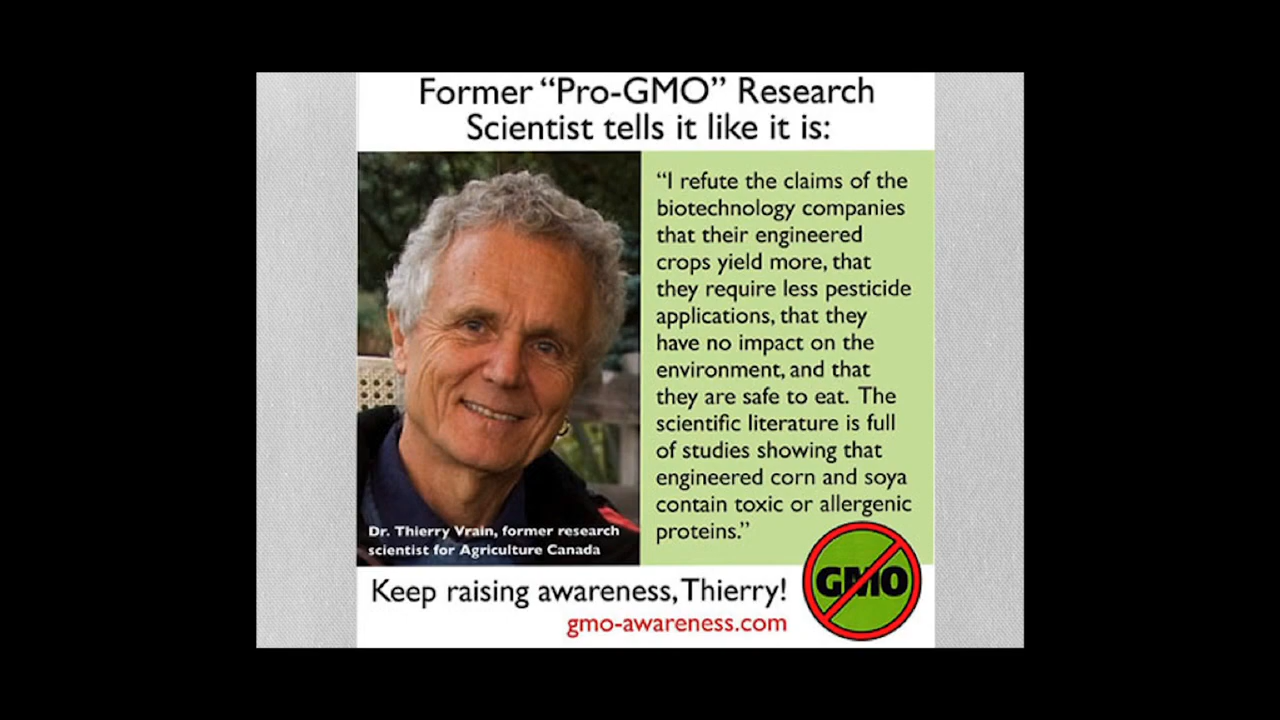 Former “Pro-GMO” Research
Scientist tells it like it is:
“I refute the claims of the
biotechnology companies
that their engineered
crops yield more, that
they require less pesticide
applications, that they
have no impact on the
environment, and that
they are safe to eat. The
scientific literature is full
of studies showing that
engineered corn and soya
contain toxic or allergenic
proteins.”
Dr. Thierry Vrain, former research
scientist for Agriculture Canada
GMO
Keep raising awareness, Thierry!
gmo-awareness.com